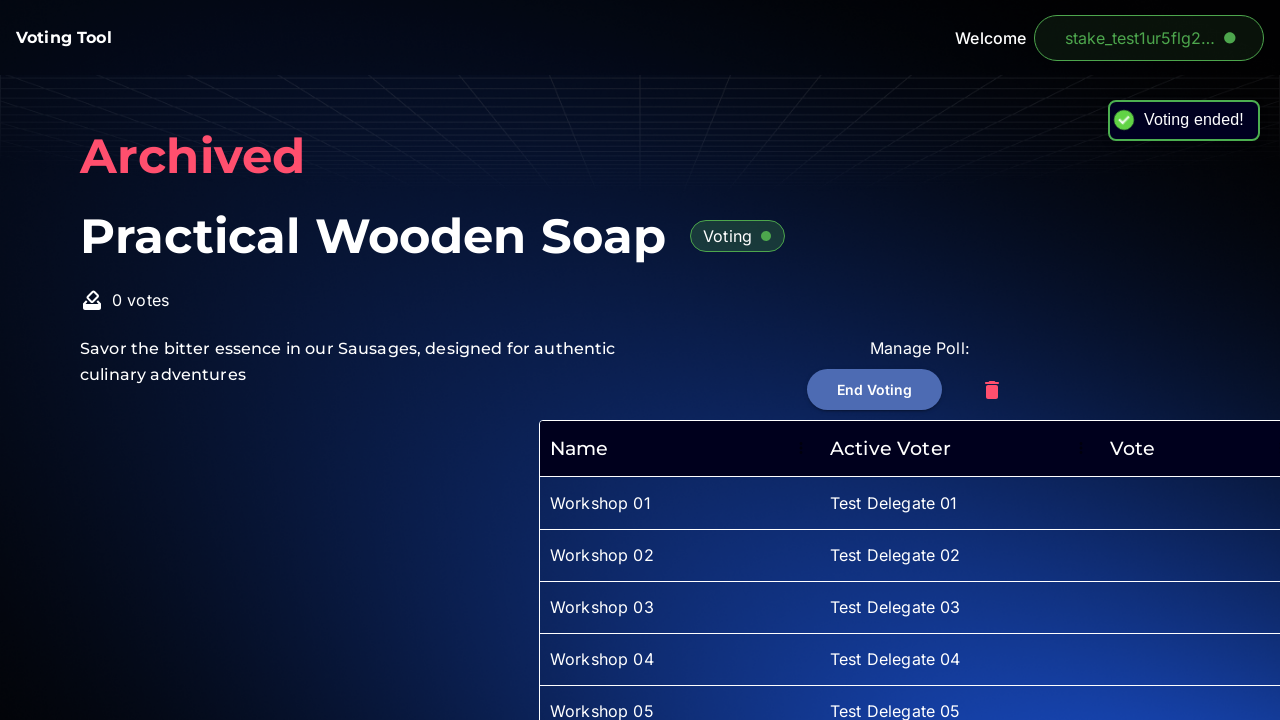 Voting Tool
Welcome
stake_test1ur5flg2...
Voting ended!
Archived
Practical Wooden Soap
Voting
0 votes
Savor the bitter essence in our Sausages, designed for authentic
culinary adventures
Manage Poll:
End Voting
Name Active Voter Vote
Workshop 01 Test Delegate 01
Workshop 02 Test Delegate 02
Workshop 03 Test Delegate 03
Workshop 04 Test Delegate 04
Workshop 05 Test Delegate 05